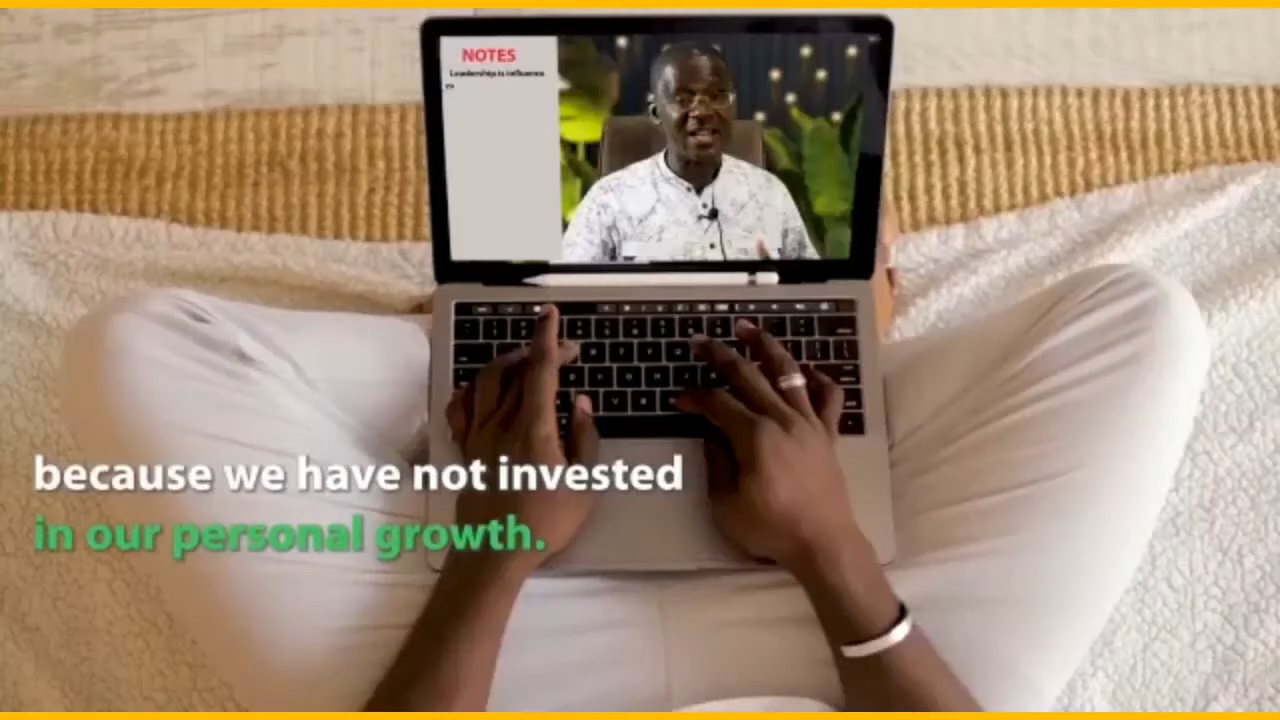 NOTES
Leadership is influence
because we have not invested
in our personal growth.